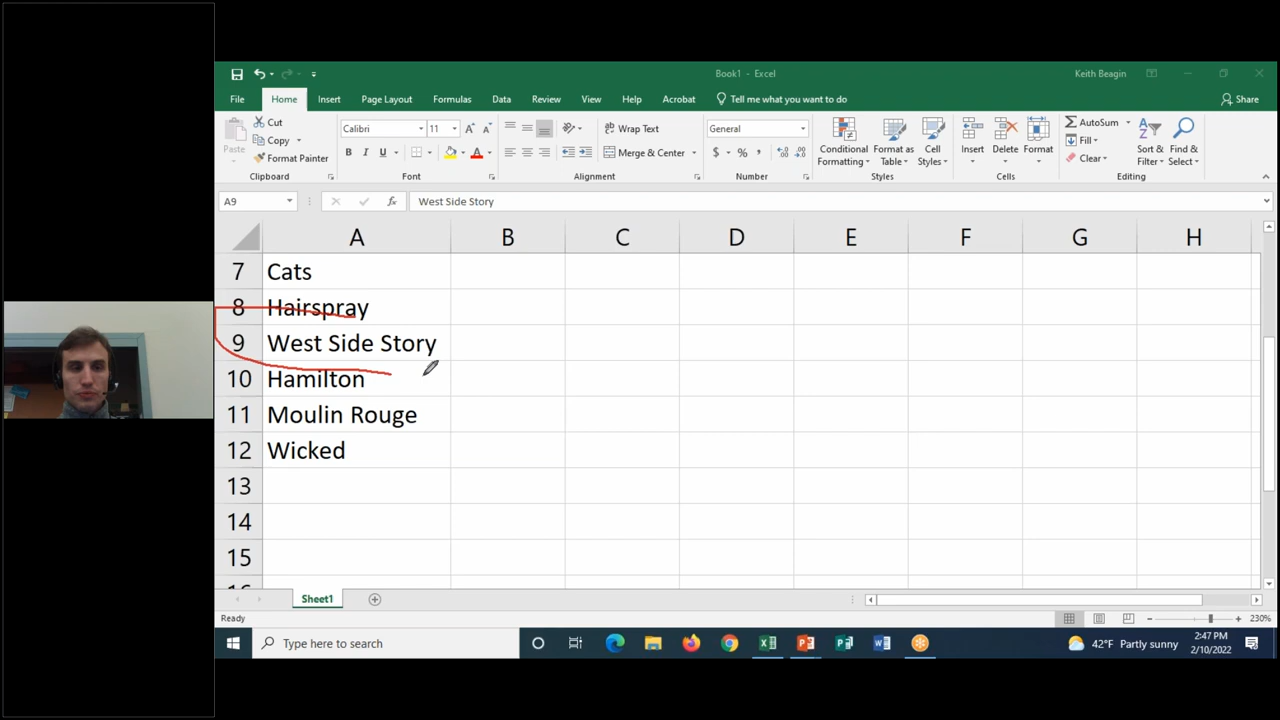 Book1 - Excel
Keith Beagin
File Home Insert Page Layout Formulas Data Review View Help Acrobat Tell me what you want to do Share
Paste
Cut
Copy
Format Painter
Clipboard
Calibri 11
B I U
Font
Wrap Text
Merge & Center
Alignment
General
$ % ,
Number
Conditional Formatting
Format as Table
Cell Styles
Styles
Insert
Delete
Format
Cells
AutoSum
Fill
Clear
Sort & Filter
Find & Select
Editing
A9 fx West Side Story
A B C D E F G H
7 Cats
8 Hairspray
9 West Side Story
10 Hamilton
11 Moulin Rouge
12 Wicked
13
14
15
16
Sheet1
Ready 230%
Type here to search 42°F Partly sunny 2:47 PM
2/10/2022